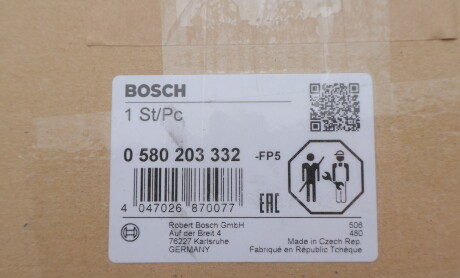 BOSCH
1 St/Pc
0 580 203 332 -FP5
4 047026 870077
EAC
Robert Bosch GmbH
Auf der Breit 4
76227 Karlsruhe
GERMANY
506
480
Made in Czech Rep.
Fabriqué en République Tchèque